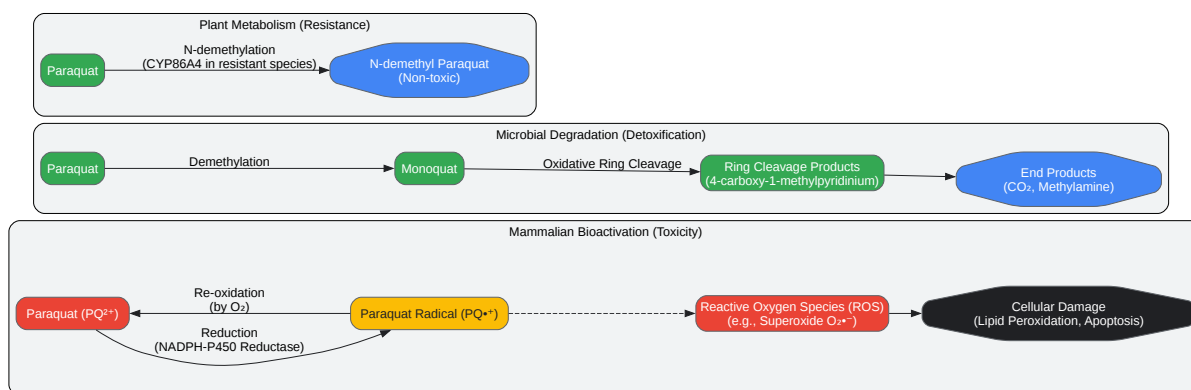 Plant Metabolism (Resistance)
Paraquat
N-demethylation
(CYP86A4 in resistant species)
N-demethyl Paraquat
(Non-toxic)
Microbial Degradation (Detoxification)
Paraquat
Demethylation
Monoquat
Oxidative Ring Cleavage
Ring Cleavage Products
(4-carboxy-1-methylpyridinium)
End Products
(CO₂, Methylamine)
Mammalian Bioactivation (Toxicity)
Paraquat (PQ²⁺)
Re-oxidation
(by O₂)
Reduction
(NADPH-P450 Reductase)
Paraquat Radical (PQ•⁺)
Reactive Oxygen Species (ROS)
(e.g., Superoxide O₂•⁻)
Cellular Damage
(Lipid Peroxidation, Apoptosis)